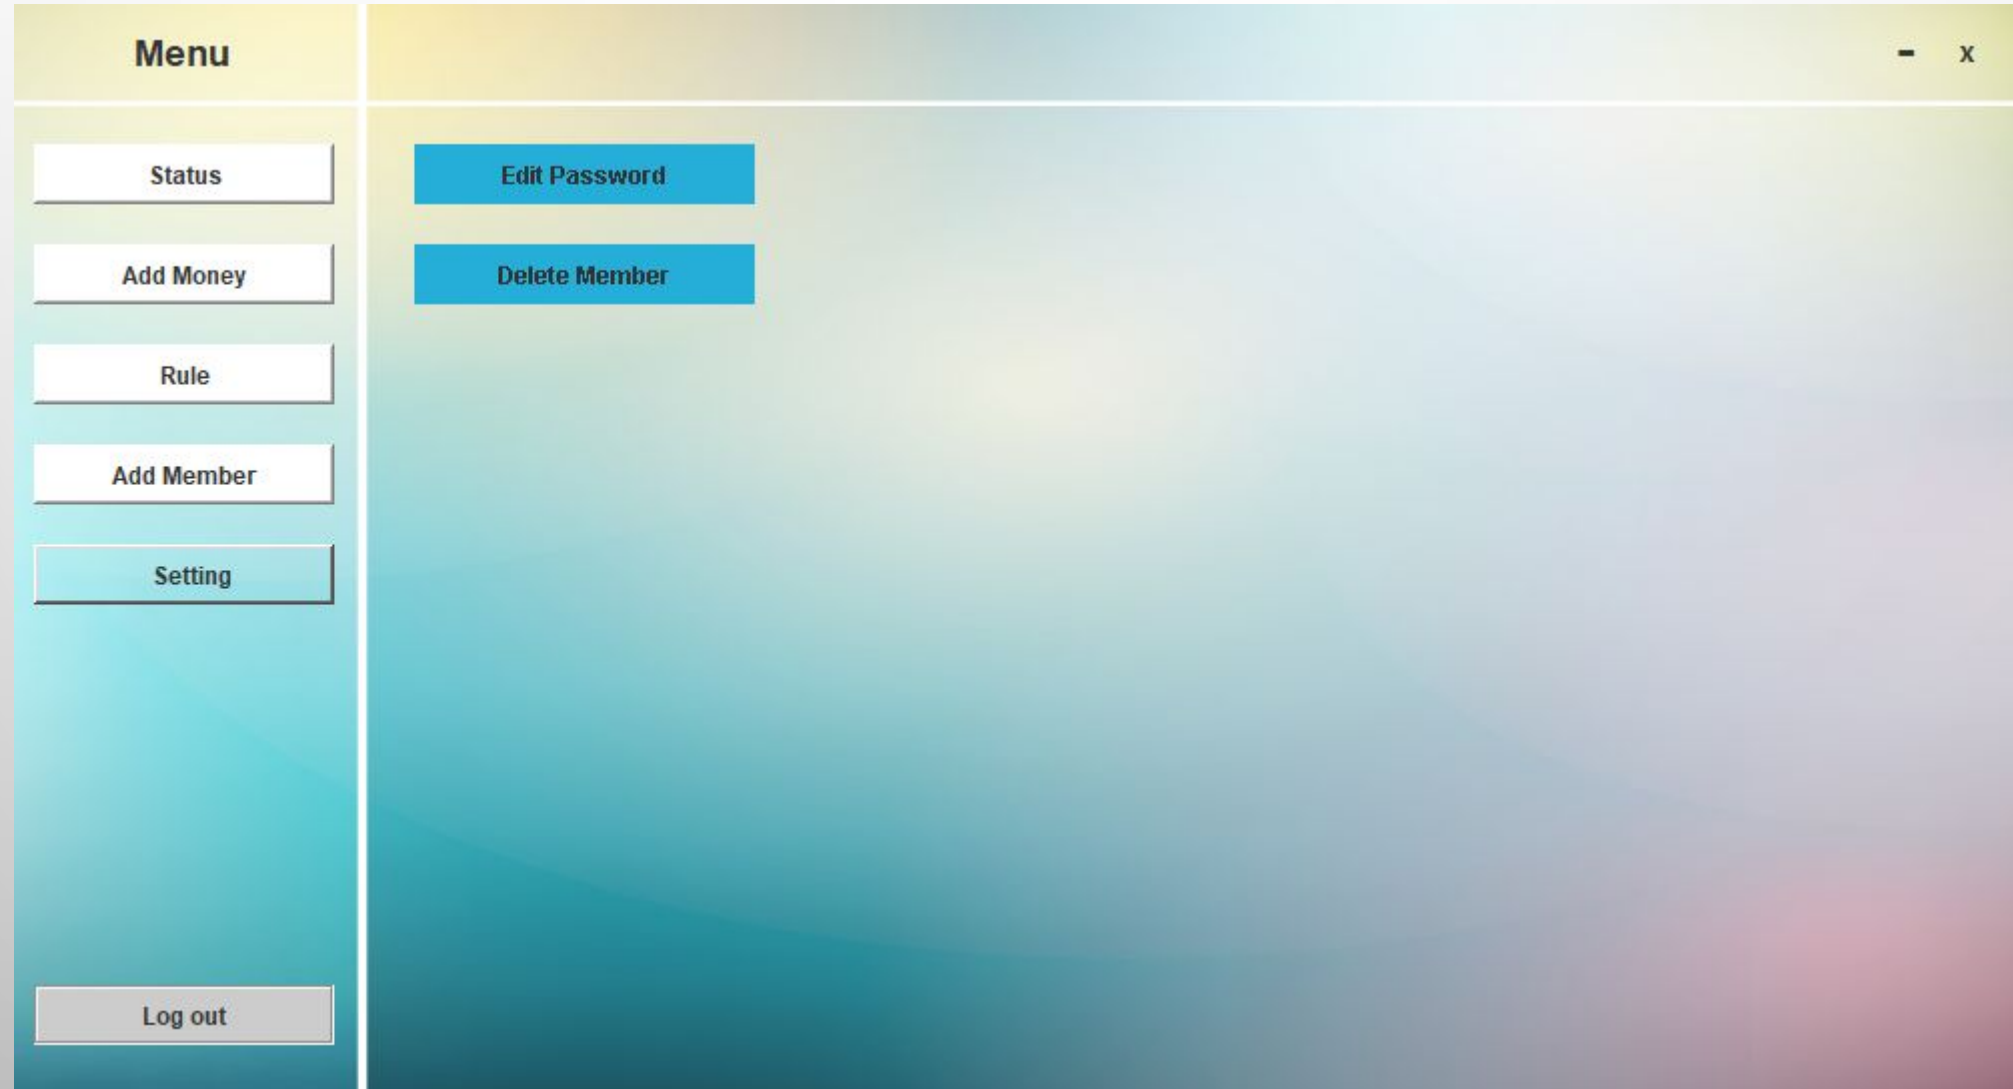 Menu
- x
Status
Add Money
Rule
Add Member
Setting
Log out
Edit Password
Delete Member